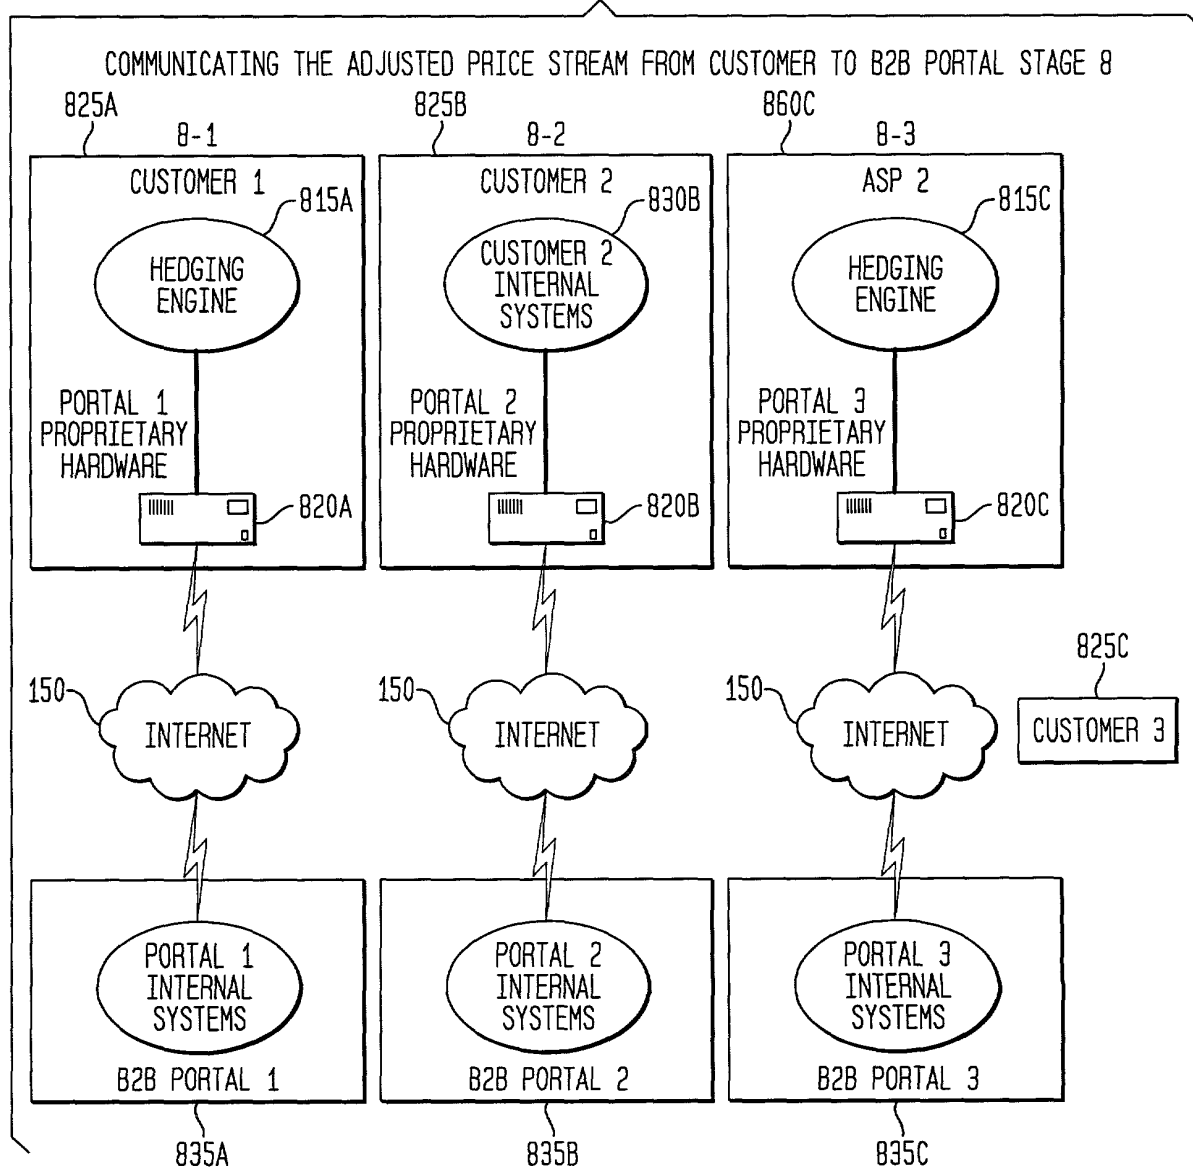 COMMUNICATING THE ADJUSTED PRICE STREAM FROM CUSTOMER TO B2B PORTAL STAGE 8
825A
8-1
825B
8-2
860C
8-3
CUSTOMER 1
815A
HEDGING
ENGINE
PORTAL 1
PROPRIETARY
HARDWARE
820A
CUSTOMER 2
830B
CUSTOMER 2
INTERNAL
SYSTEMS
PORTAL 2
PROPRIETARY
HARDWARE
820B
ASP 2
815C
HEDGING
ENGINE
PORTAL 3
PROPRIETARY
HARDWARE
820C
150
INTERNET
150
INTERNET
150
INTERNET
825C
CUSTOMER 3
PORTAL 1
INTERNAL
SYSTEMS
B2B PORTAL 1
835A
PORTAL 2
INTERNAL
SYSTEMS
B2B PORTAL 2
835B
PORTAL 3
INTERNAL
SYSTEMS
B2B PORTAL 3
835C